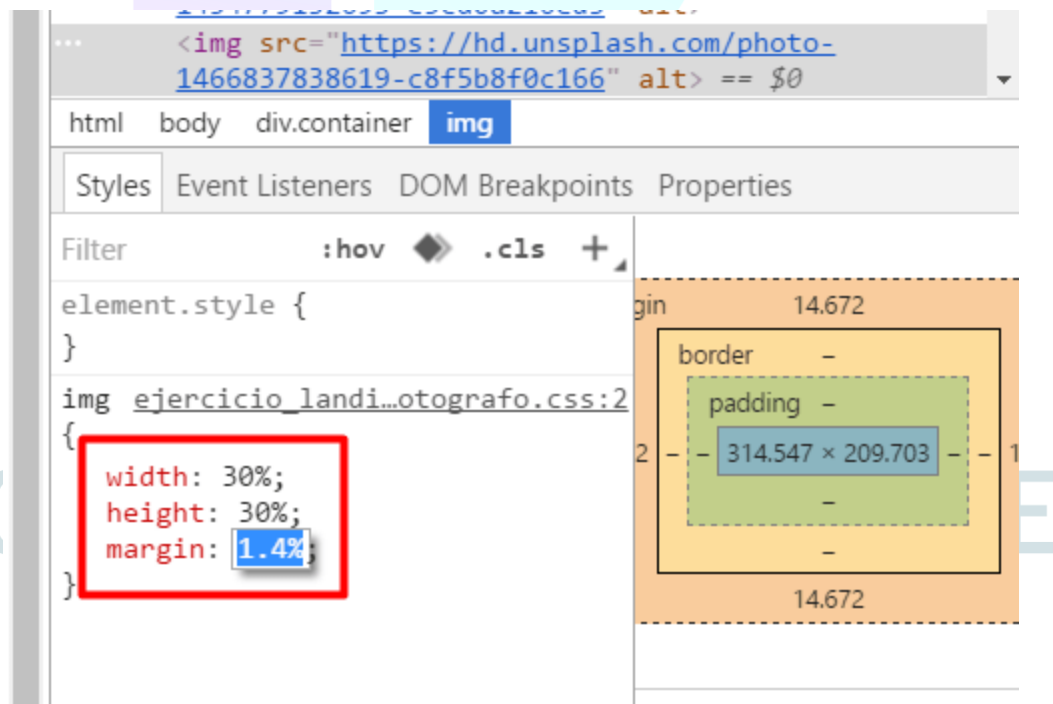 <img src="https://hd.unsplash.com/photo-
1466837838619-c8f5b8f0c166" alt> == $0
html body div.container img
Styles Event Listeners DOM Breakpoints Properties
Filter :hov .cls +
element.style {
}
img ejercicio_landi…otografo.css:2
{
width: 30%;
height: 30%;
margin: 1.4%;
}
gin 14.672
border –
padding –
2 – – 314.547 × 209.703 – – 1
–
–
14.672
E